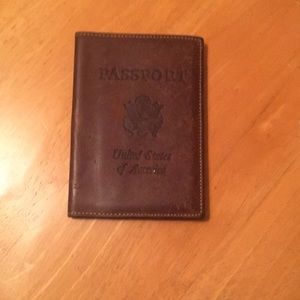 PASSPORT
United States
of America